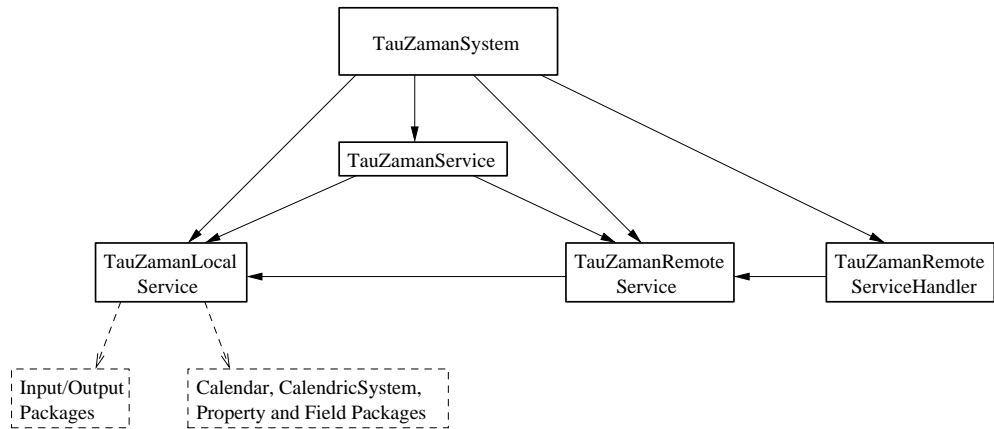 TauZamanSystem
TauZamanService
TauZamanLocal
Service
TauZamanRemote
Service
TauZamanRemote
ServiceHandler
Input/Output
Packages
Calendar, CalendricSystem,
Property and Field Packages